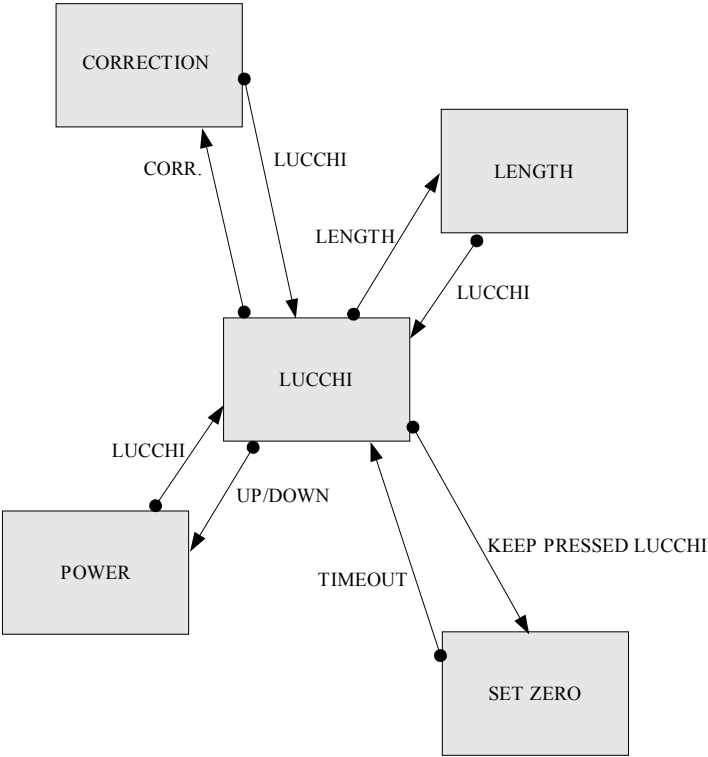 CORRECTION
CORR.
LUCCHI
LENGTH
LENGTH
LUCCHI
LUCCHI
LUCCHI
UP/DOWN
POWER
KEEP PRESSED LUCCHI
TIMEOUT
SET ZERO